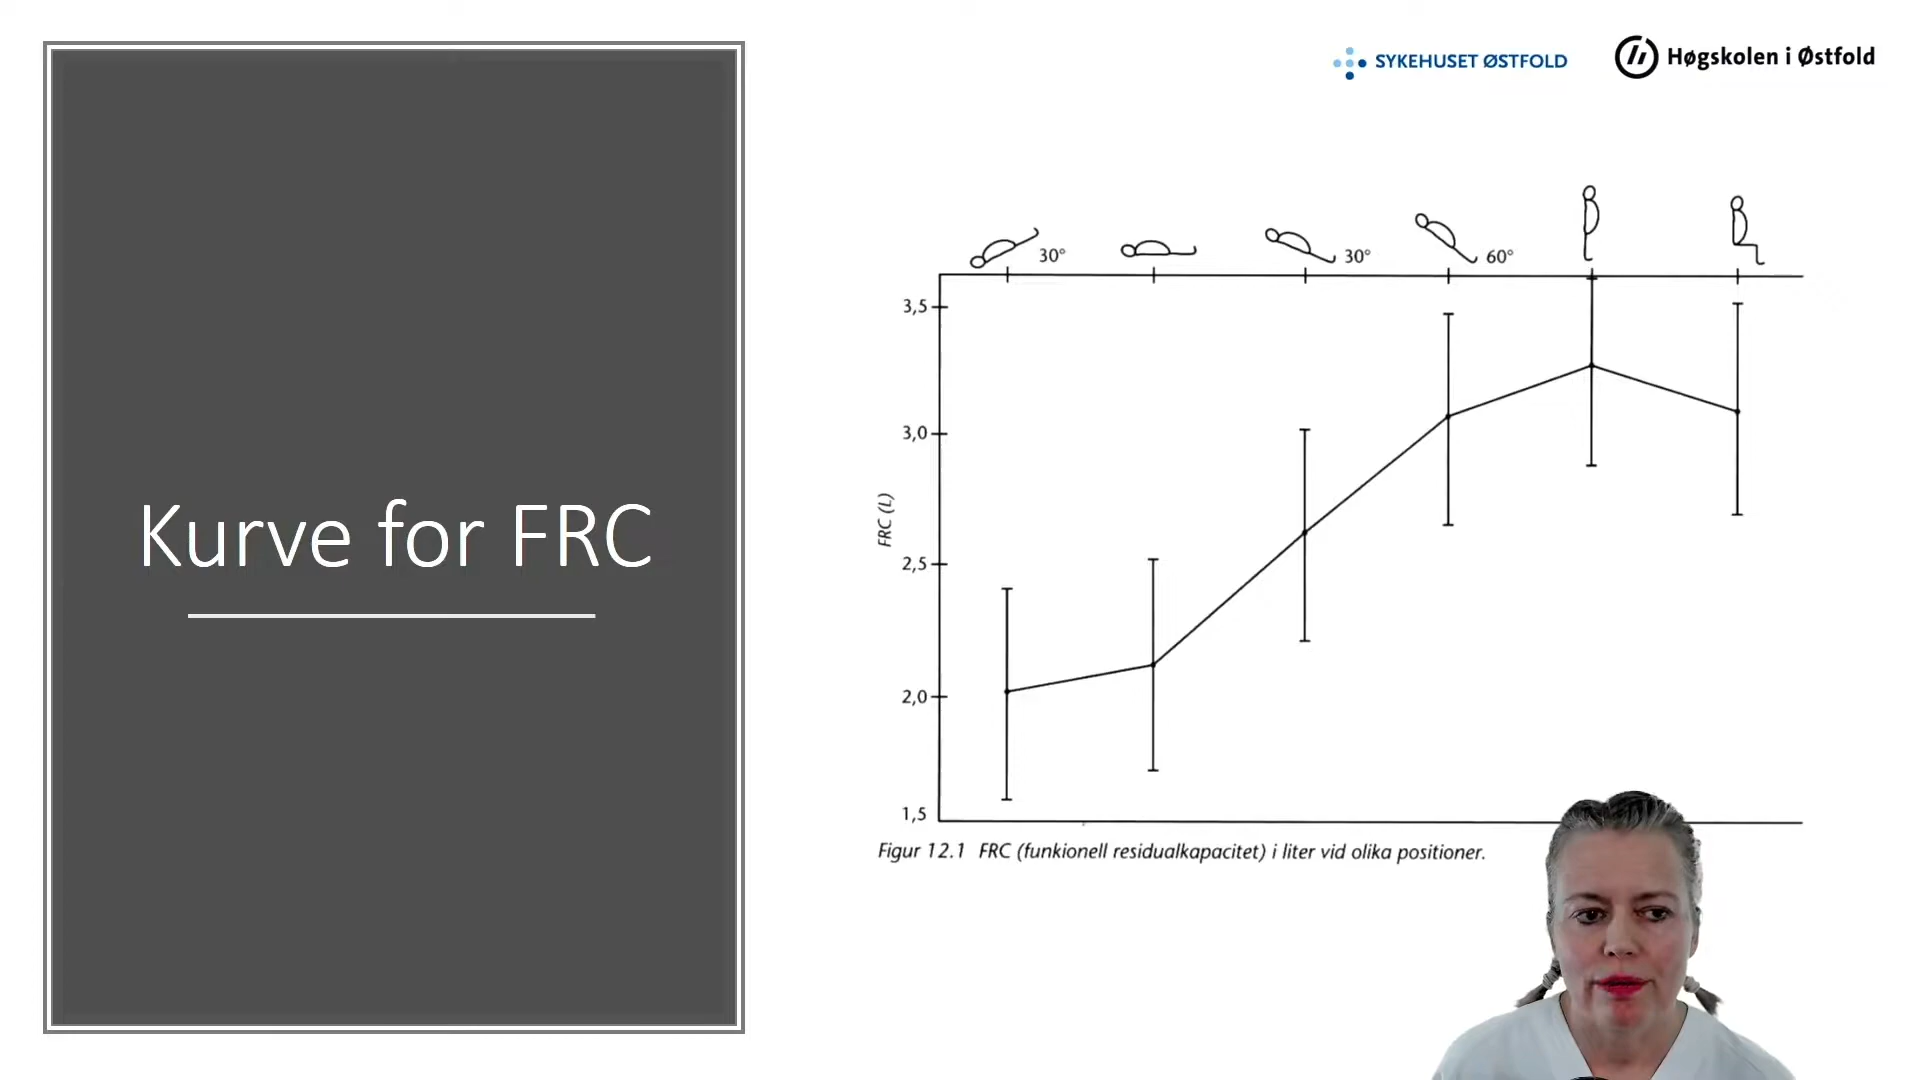 SYKEHUSET ØSTFOLD
Høgskolen i Østfold
Kurve for FRC
30°
30°
60°
3,5
3,0
2,5
2,0
1,5
FRC (L)
Figur 12.1 FRC (funkionell residualkapacitet) i liter vid olika positioner.